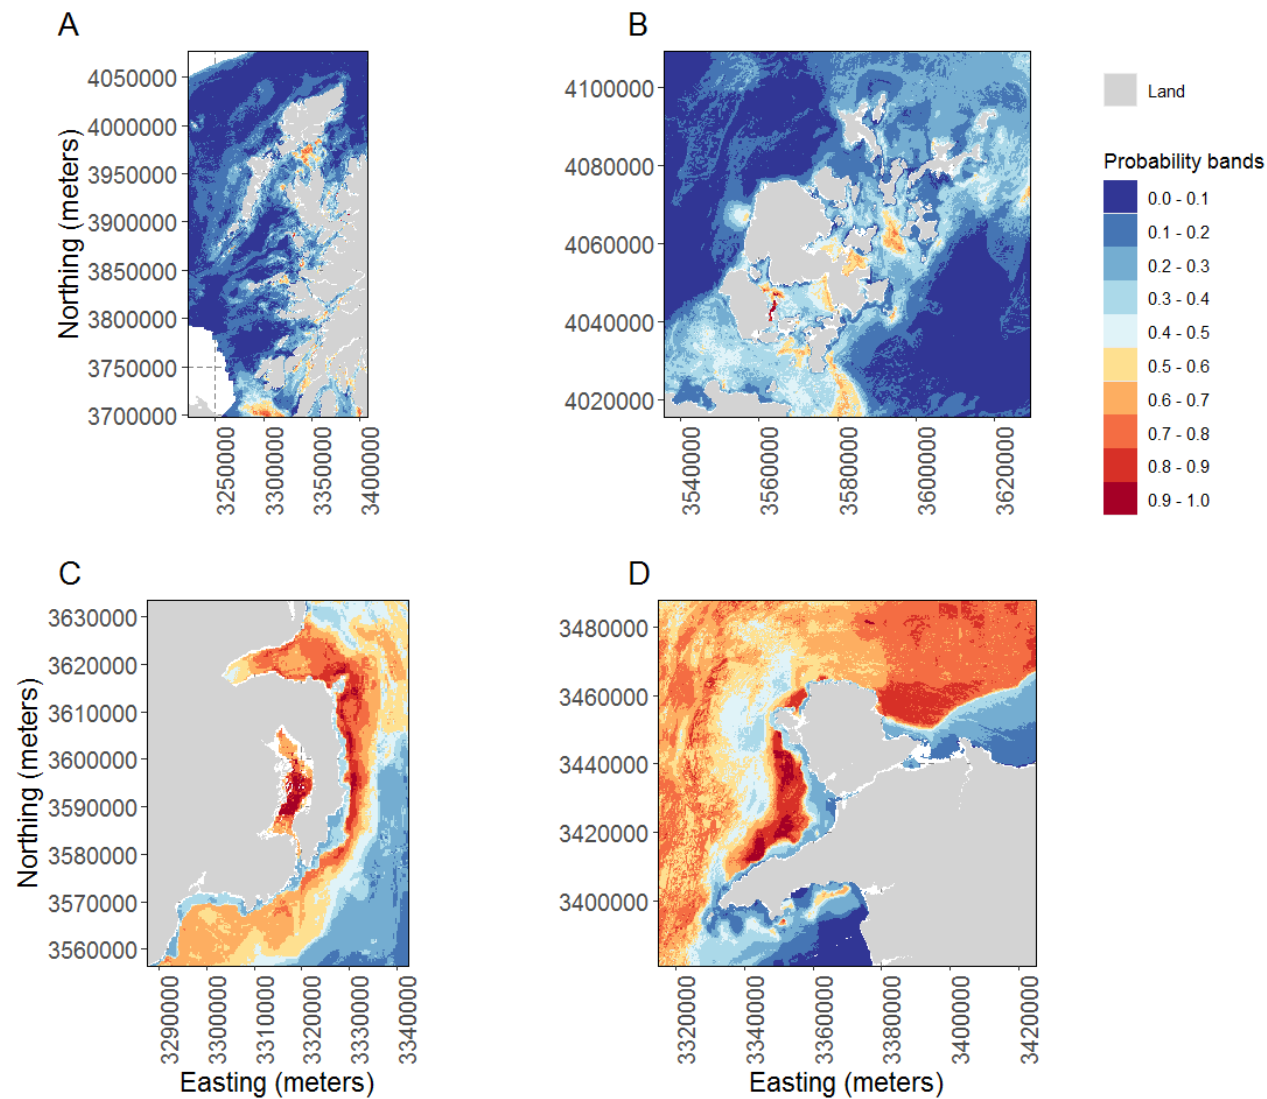 A
B
Northing (meters)
4050000
4000000
3950000
3900000
3850000
3800000
3750000
3700000
3250000
3300000
3350000
3400000
4100000
4080000
4060000
4040000
4020000
3540000
3560000
3580000
3600000
3620000
Land
Probability bands
0.0 - 0.1
0.1 - 0.2
0.2 - 0.3
0.3 - 0.4
0.4 - 0.5
0.5 - 0.6
0.6 - 0.7
0.7 - 0.8
0.8 - 0.9
0.9 - 1.0
C
D
Northing (meters)
3630000
3620000
3610000
3600000
3590000
3580000
3570000
3560000
3290000
3300000
3310000
3320000
3330000
3340000
Easting (meters)
3480000
3460000
3440000
3420000
3400000
3320000
3340000
3360000
3380000
3400000
3420000
Easting (meters)